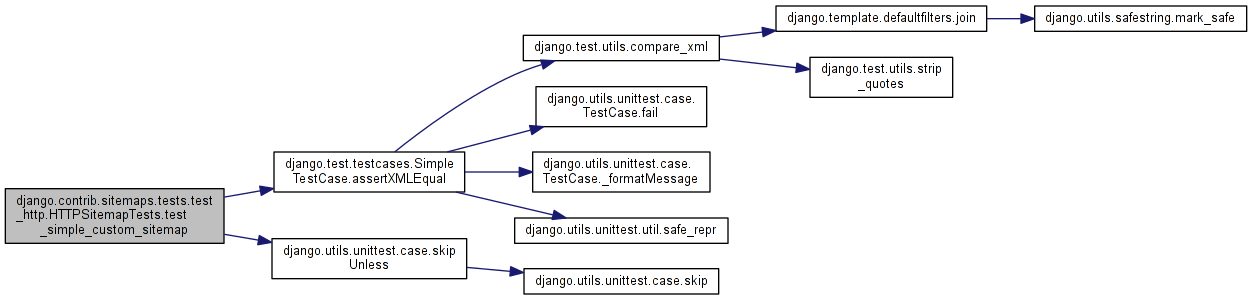 django.contrib.sitemaps.tests.test
_http.HTTPSitemapTests.test
_simple_custom_sitemap
django.test.testcases.Simple
TestCase.assertXMLEqual
django.utils.unittest.case.skip
Unless
django.test.utils.compare_xml
django.utils.unittest.case.
TestCase.fail
django.utils.unittest.case.
TestCase._formatMessage
django.utils.unittest.util.safe_repr
django.utils.unittest.case.skip
django.template.defaultfilters.join
django.test.utils.strip
_quotes
django.utils.safestring.mark_safe